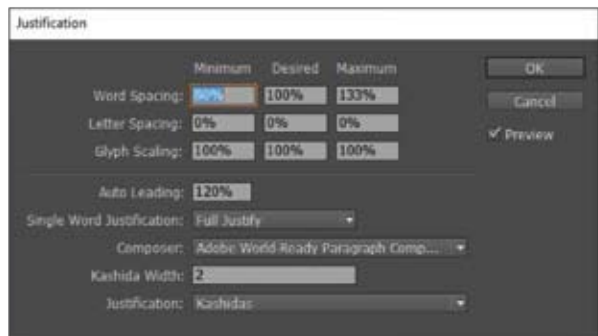 Justification
Minimum Desired Maximum
Word Spacing: 80% 100% 133%
Letter Spacing: 0% 0% 0%
Glyph Scaling: 100% 100% 100%
Auto Leading: 120%
Single Word Justification: Full Justify
Composer: Adobe World-Ready Paragraph Comp...
Kashida Width: 2
Justification: Kashidas
OK
Cancel
Preview